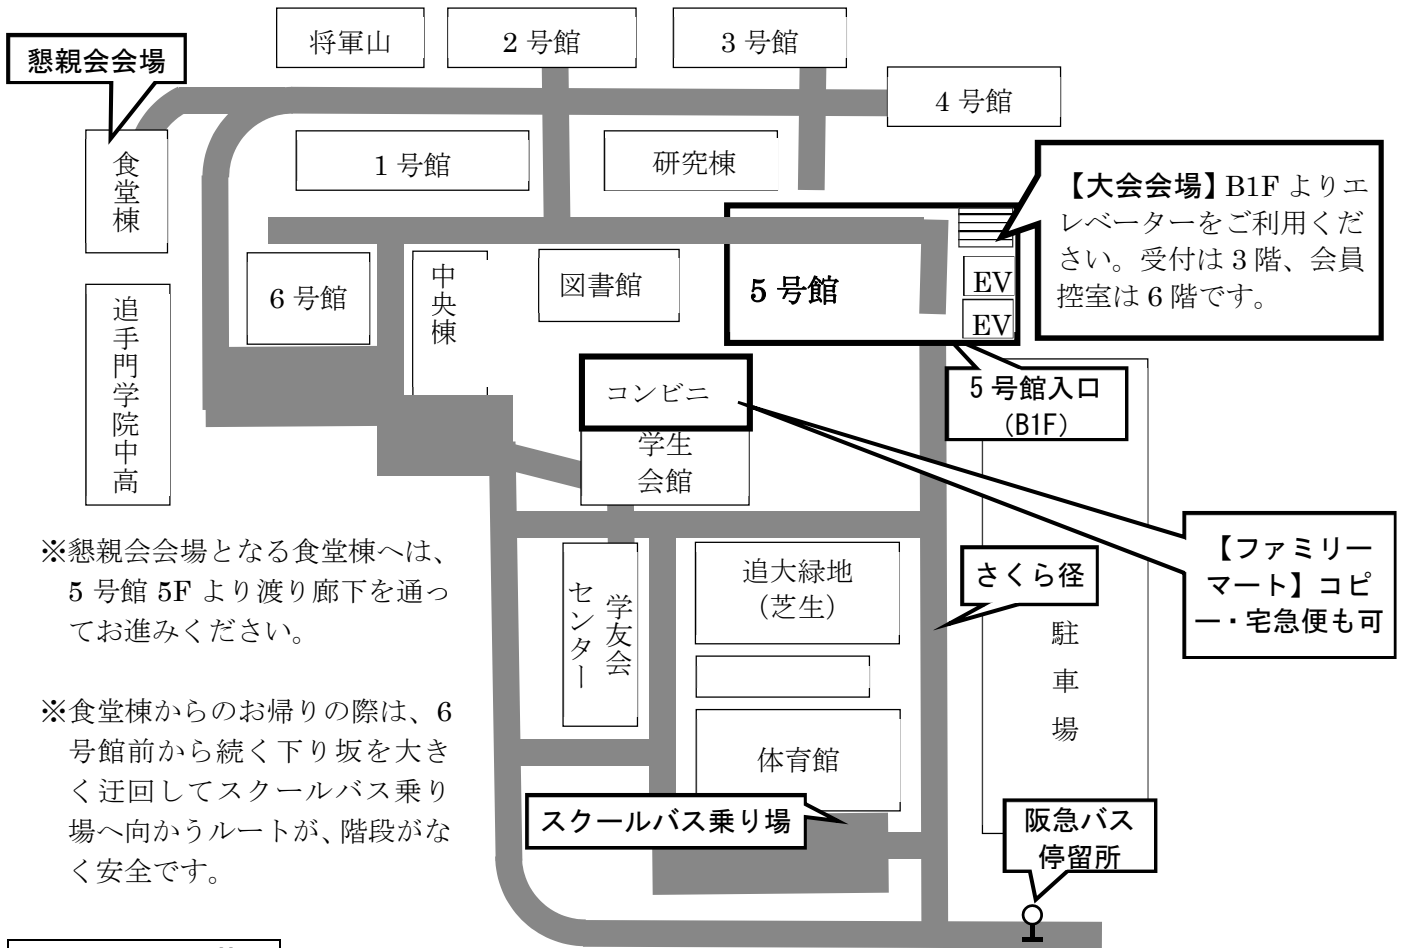 将軍山
2 号館
3 号館
懇親会会場
4 号館
食堂棟
1 号館
研究棟
【大会会場】B1F よりエ
レベーターをご利用くだ
さい。受付は 3 階、会員
控室は 6 階です。
6 号館
中央棟
図書館
5 号館
EV
EV
追手門学院中高
コンビニ
学生
会館
5 号館入口
（B1F）
【ファミリー
マート】コピ
ー・宅急便も可
※懇親会会場となる食堂棟へは、
5 号館 5F より渡り廊下を通っ
てお進みください。
学友会
センター
追大緑地
（芝生）
さくら径
駐車場
※食堂棟からのお帰りの際は、6
号館前から続く下り坂を大き
く迂回してスクールバス乗り
場へ向かうルートが、階段がな
く安全です。
体育館
スクールバス乗り場
阪急バス
停留所